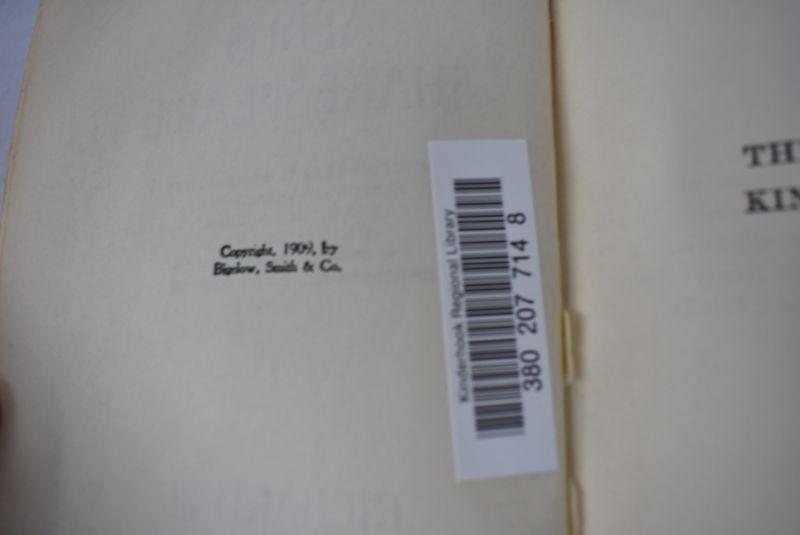 Copyright, 1909, by
Bigelow, Smith & Co.
Kinderhook Regional Library
380 207 714 8
TH
KIN